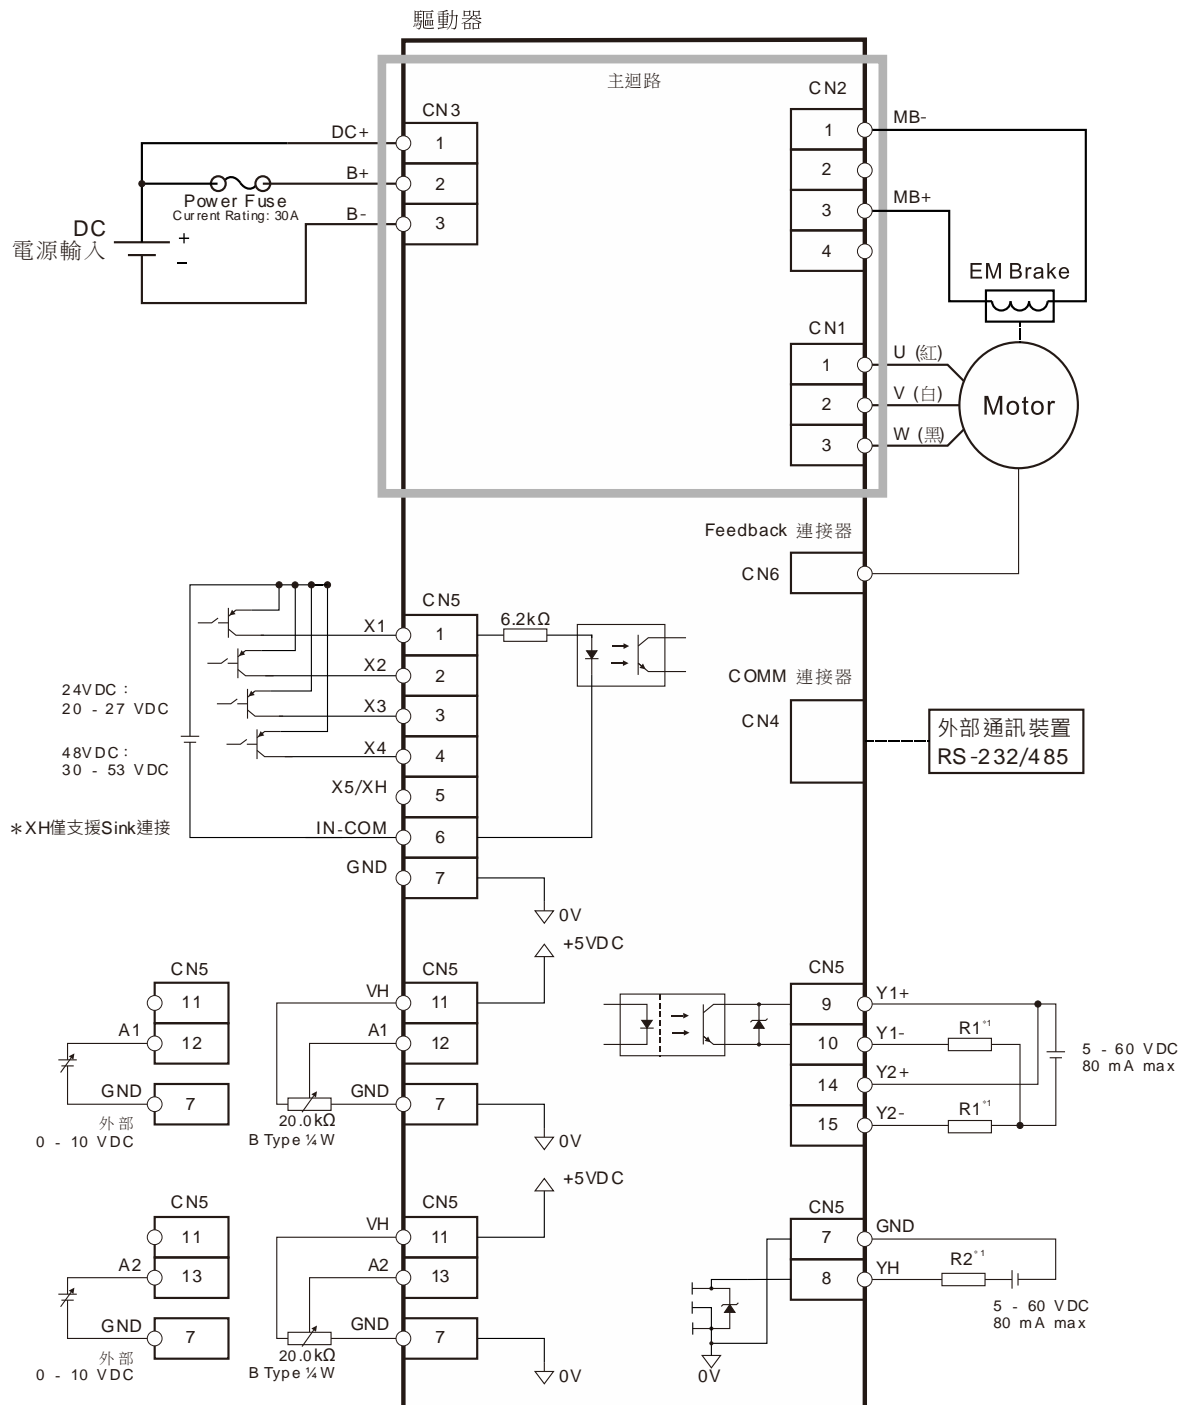 驅動器
主迴路
CN3
DC+
1
B+
2
B-
3
Power Fuse
Current Rating: 30A
DC
電源輸入
+
−
CN2
1
MB-
2
3
MB+
4
EM Brake
CN1
1
U (紅)
2
V (白)
3
W (黑)
Motor
Feedback 連接器
CN6
CN5
X1
1
6.2kΩ
X2
2
X3
3
X4
4
X5/XH
5
IN-COM
6
GND
7
0V
24VDC：
20 - 27 VDC
48VDC：
30 - 53 VDC
＊XH僅支援Sink連接
COMM 連接器
CN4
外部通訊裝置
RS-232/485
CN5
11
A1
12
GND
7
外部
0 - 10 VDC
CN5
VH
11
+5VDC
A1
12
GND
7
20.0kΩ
B Type ¼W
0V
CN5
9
Y1+
10
Y1-
R1*1
14
Y2+
15
Y2-
R1*1
5 - 60 VDC
80 mA max
CN5
11
A2
13
GND
7
外部
0 - 10 VDC
CN5
VH
11
+5VDC
A2
13
GND
7
20.0kΩ
B Type ¼W
0V
CN5
7
GND
8
YH
R2*1
5 - 60 VDC
80 mA max
0V